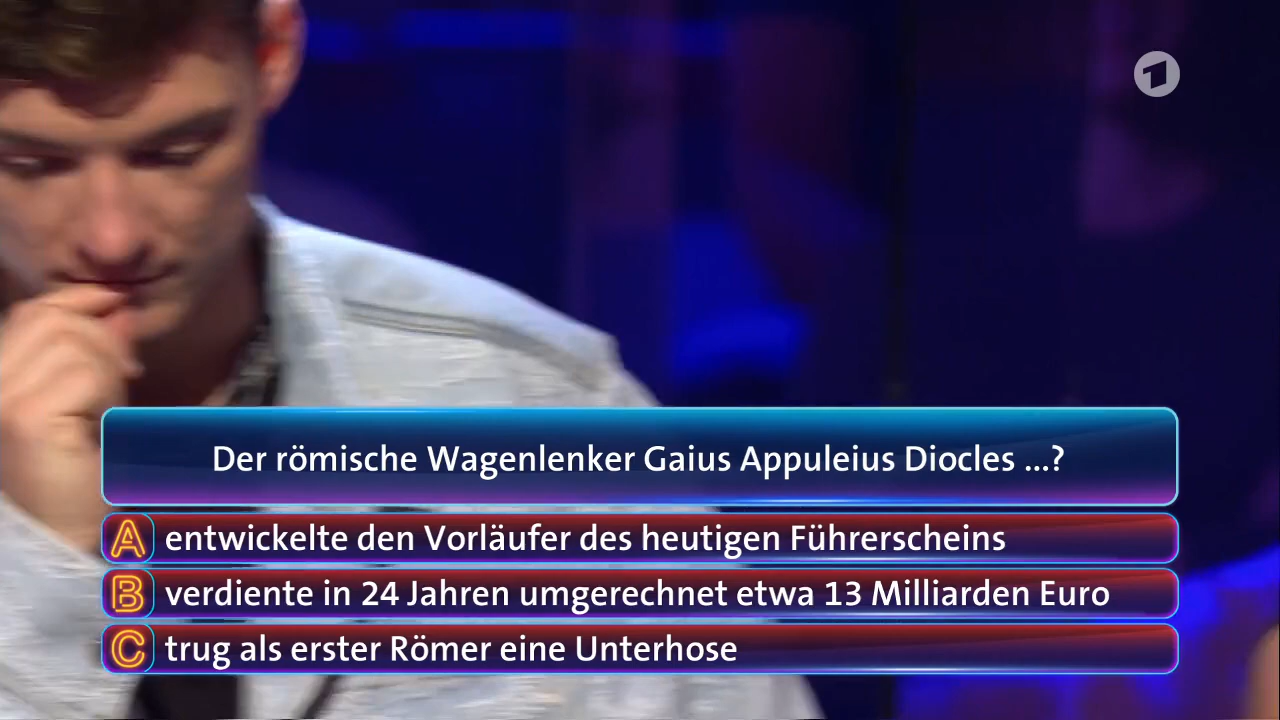 Der römische Wagenlenker Gaius Appuleius Diocles ...?
A entwickelte den Vorläufer des heutigen Führerscheins
B verdiente in 24 Jahren umgerechnet etwa 13 Milliarden Euro
C trug als erster Römer eine Unterhose